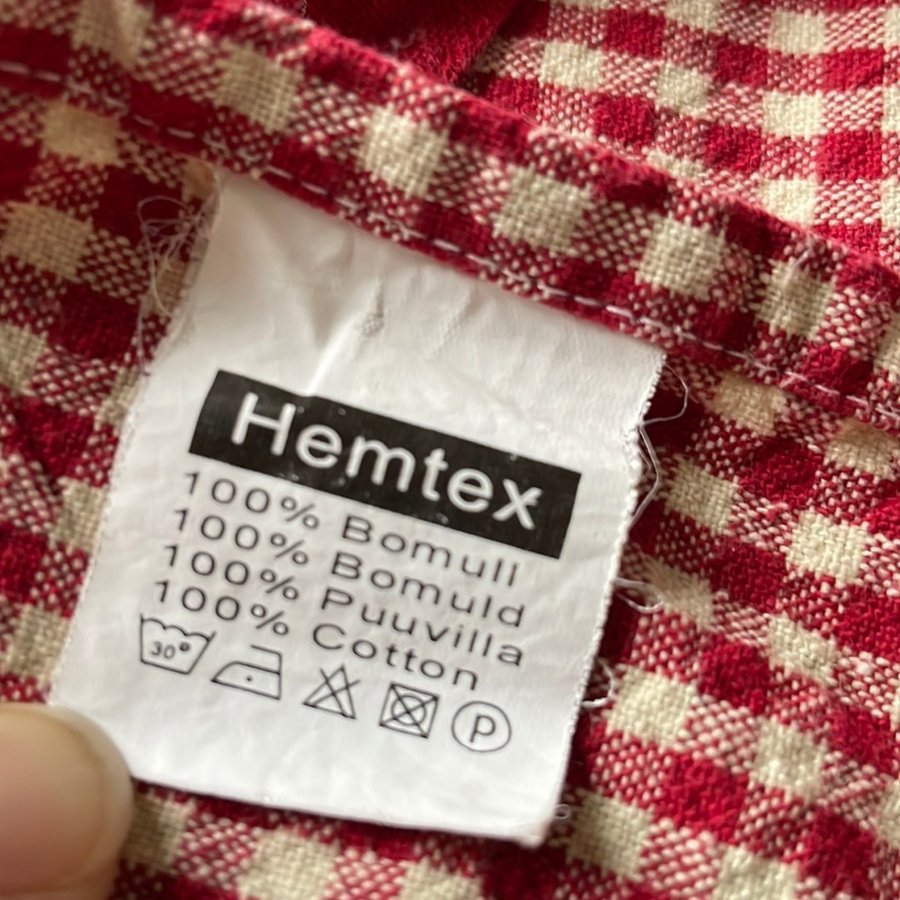 Hemtex
100% Bomull
100% Bomuld
100% Puuvilla
100% Cotton
30° P